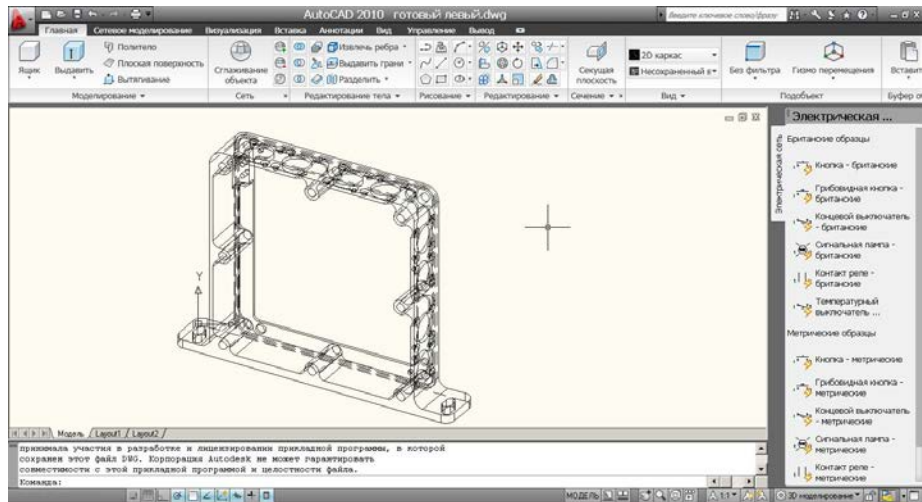 AutoCAD 2010 готовый левый.dwg
Введите ключевое слово/фразу
Главная Сетевое моделирование Визуализация Вставка Аннотации Вид Управление Вывод
Политело
Плоская поверхность
Вытягивание
Ящик
Выдавить
Сглаживание
объекта
Извлечь ребра
Выдавить грани
Разделить
Секущая
плоскость
2D каркас
Несохраненный в
Без фильтра
Гизмо перемещения
Встави
Моделирование
Сеть
Редактирование тела
Рисование
Редактирование
Сечение
Вид
Подобъект
Буфер о
Y
Электрическая ...
Электрическая сеть
Британские образцы
Кнопка - британские
Грибовидная кнопка -
британские
Концевой выключатель
- британские
Сигнальная лампа -
британские
Контакт реле -
британские
Температурный
выключатель ...
Метрические образцы
Кнопка - метрические
Грибовидная кнопка -
метрические
Концевой выключатель
- метрические
Сигнальная лампа -
метрические
Контакт реле -
метрические
Модель / Layout1 / Layout2 /
принимала участия в разработке и лицензировании прикладной программы, в которой
сохранен этот файл DWG. Корпорация Autodesk не может гарантировать
совместимости с этой прикладной программой и целостности файла.
Команда:
МОДЕЛЬ
1:1
3D моделирование